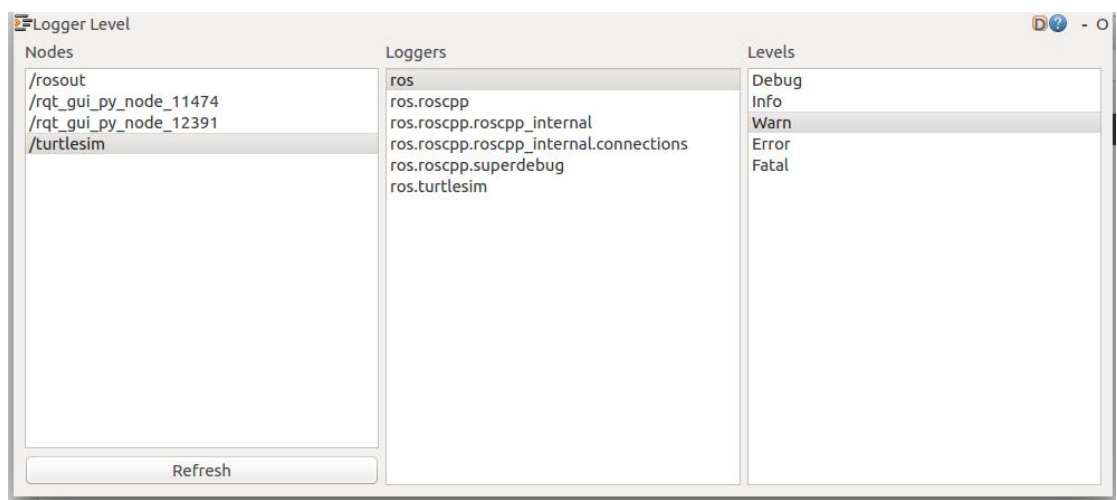 Logger Level
D ? - O
Nodes
/rosout
/rqt_gui_py_node_11474
/rqt_gui_py_node_12391
/turtlesim
Refresh
Loggers
ros
ros.roscpp
ros.roscpp.roscpp_internal
ros.roscpp.roscpp_internal.connections
ros.roscpp.superdebug
ros.turtlesim
Levels
Debug
Info
Warn
Error
Fatal